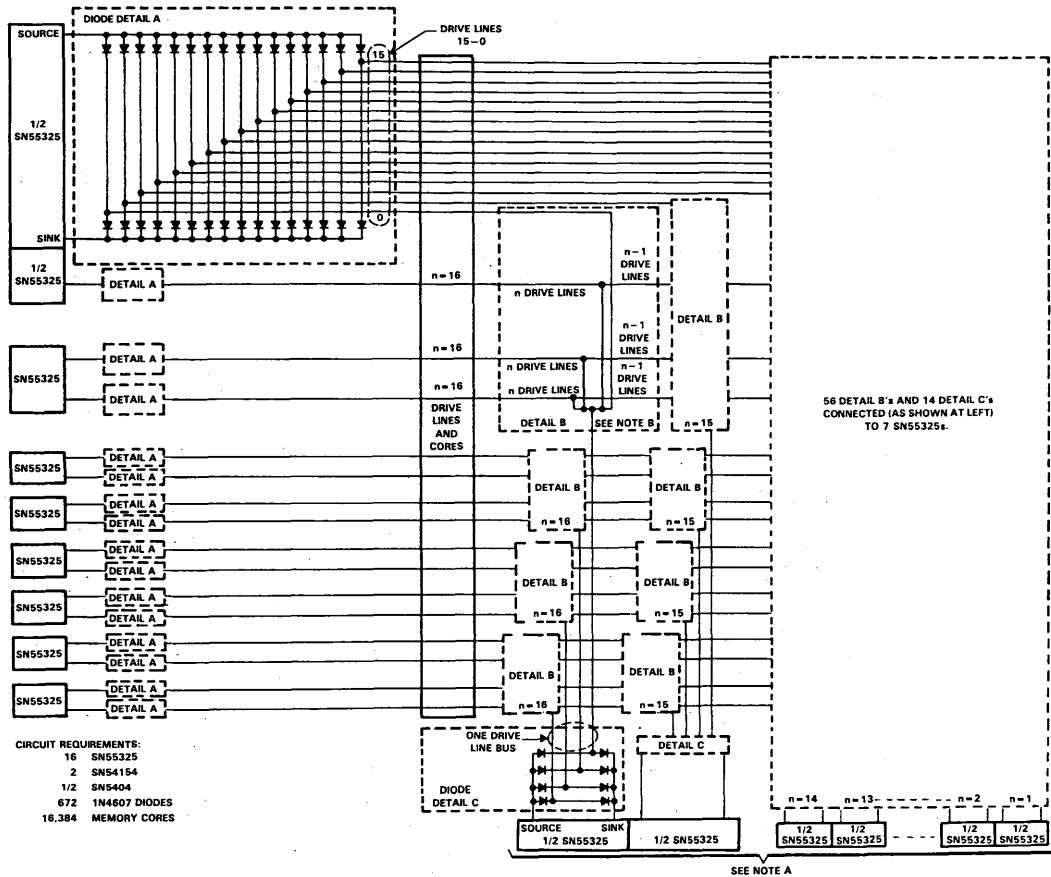 DIODE DETAIL A
SOURCE
DRIVE LINES
15-0
15
1/2
SN55325
0
SINK
1/2
SN55325
DETAIL A
n=16
n DRIVE LINES
n-1
DRIVE
LINES
DETAIL B
SN55325
DETAIL A
n=16
n DRIVE LINES
n-1
DRIVE
LINES
DETAIL A
n=16
n DRIVE LINES
n-1
DRIVE
LINES
DRIVE
LINES
AND
CORES
DETAIL B
SEE NOTE B
n=15
56 DETAIL B's AND 14 DETAIL C's
CONNECTED (AS SHOWN AT LEFT)
TO 7 SN55325s.
SN55325
DETAIL A
DETAIL A
DETAIL B
DETAIL B
SN55325
DETAIL A
DETAIL A
n=16
n=15
SN55325
DETAIL A
DETAIL A
DETAIL B
DETAIL B
SN55325
DETAIL A
DETAIL A
n=16
n=15
SN55325
DETAIL A
DETAIL A
DETAIL B
DETAIL B
SN55325
DETAIL A
DETAIL A
n=16
n=15
ONE DRIVE
LINE BUS
DETAIL C
CIRCUIT REQUIREMENTS:
16 SN55325
2 SN54154
1/2 SN5404
672 1N4607 DIODES
16,384 MEMORY CORES
DIODE
DETAIL C
SOURCE SINK
1/2 SN55325
1/2 SN55325
n=14 n=13 n=2 n=1
1/2
SN55325
1/2
SN55325
1/2
SN55325
1/2
SN55325
SEE NOTE A